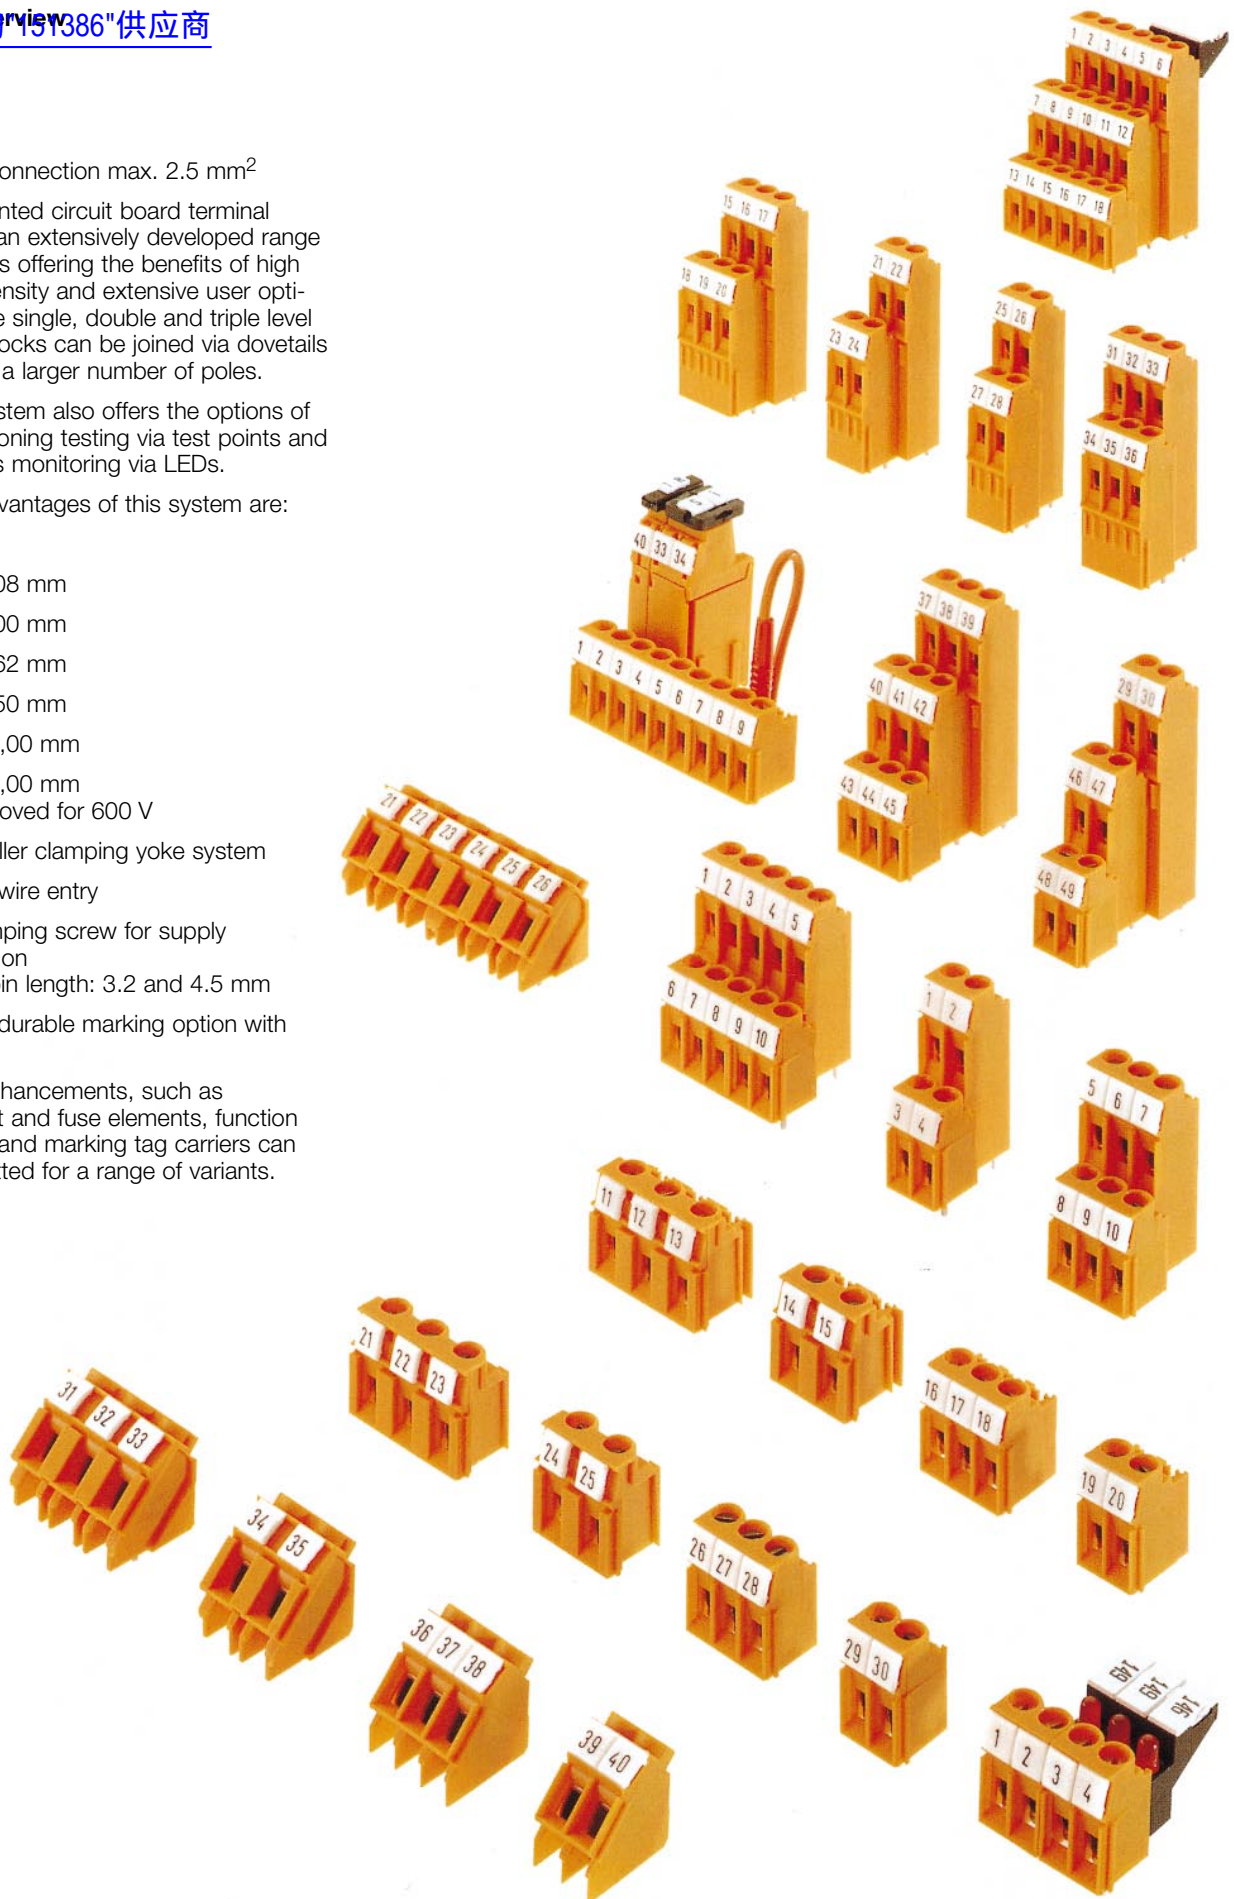 erview
"151386"供应商
onnection max. 2.5 mm2
nted circuit board terminal
an extensively developed range
s offering the benefits of high
ensity and extensive user opti-
e single, double and triple level
ocks can be joined via dovetails
a larger number of poles.
stem also offers the options of
oning testing via test points and
s monitoring via LEDs.
vantages of this system are:
08 mm
00 mm
62 mm
50 mm
,00 mm
,00 mm
oved for 600 V
ller clamping yoke system
wire entry
nping screw for supply
on
in length: 3.2 and 4.5 mm
durable marking option with
hancements, such as
t and fuse elements, function
and marking tag carriers can
tted for a range of variants.
1 2 3 4 5 6
7 8 9 10 11 12
13 14 15 16 17 18
15 16 17
18 19 20
21 22
23 24
25 26
27 28
31 32 33
34 35 36
40 33 34
1 2 3 4 5 6 7 8 9
37 38 39
40 41 42
43 44 45
29 30
46 47
48 49
21 22 23 24 25 26
1 2 3 4 5
6 7 8 9 10
1 2
3 4
5 6 7
8 9 10
11 12 13
14 15
16 17 18
19 20
21 22 23
24 25
26 27 28
29 30
31 32 33
34 35
36 37 38
39 40
149 149 146
1 2 3 4